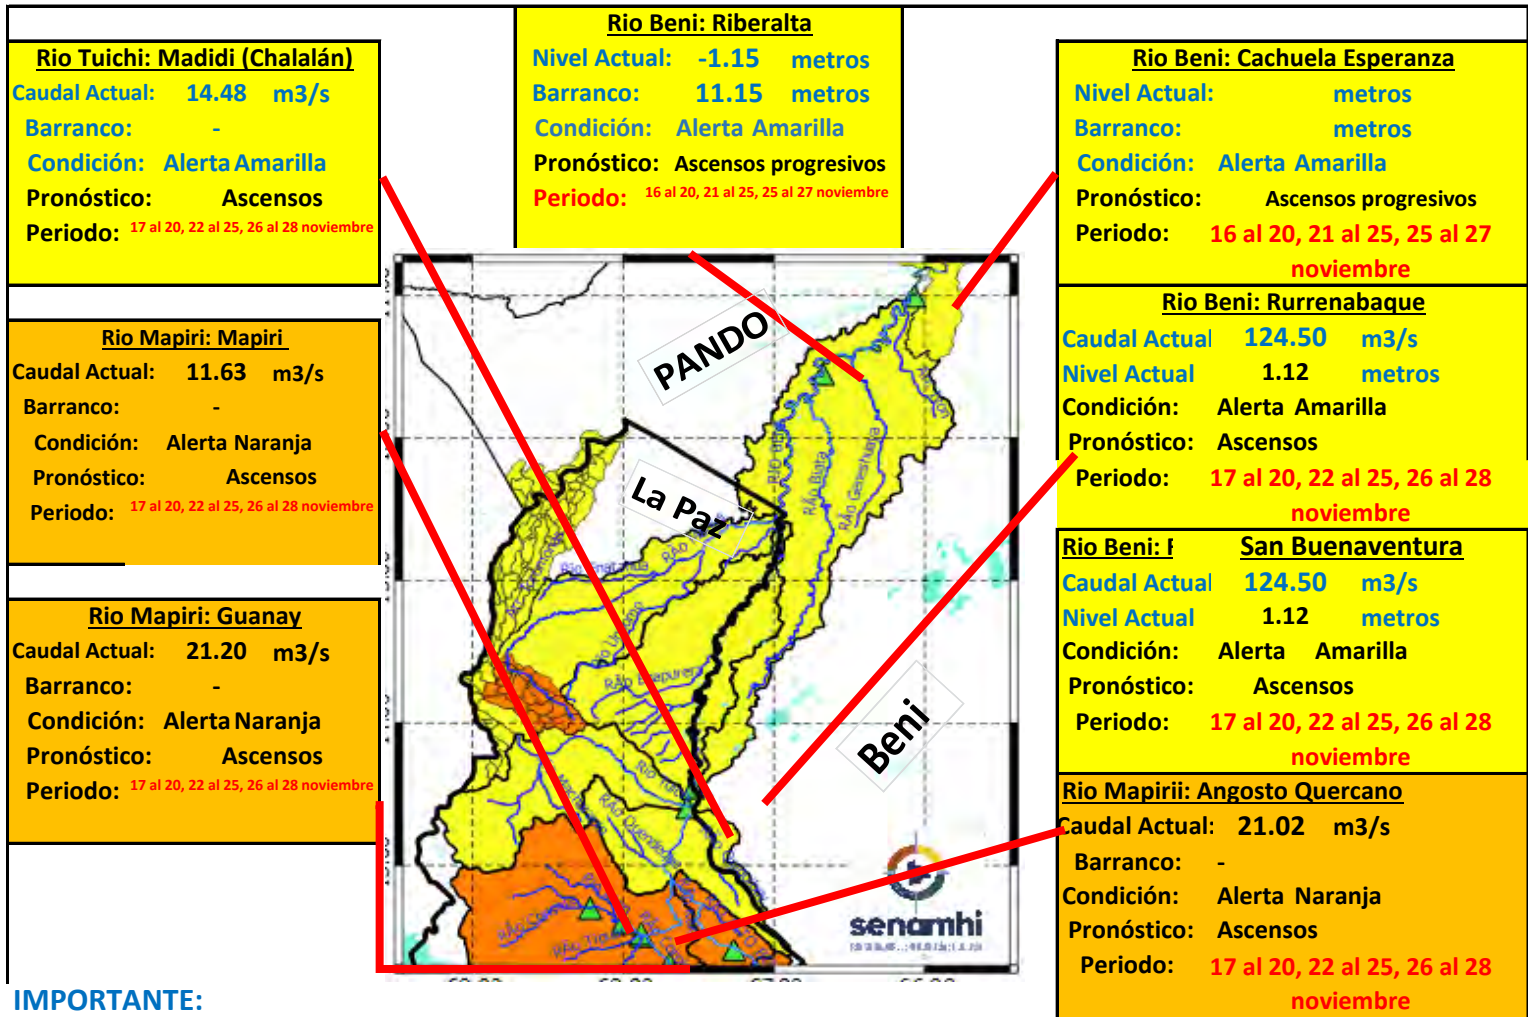 Rio Tuichi: Madidi (Chalalán)
Caudal Actual: 14.48 m3/s
Barranco: -
Condición: Alerta Amarilla
Pronóstico: Ascensos
Periodo: 17 al 20, 22 al 25, 26 al 28 noviembre
Rio Mapiri: Mapiri
Caudal Actual: 11.63 m3/s
Barranco: -
Condición: Alerta Naranja
Pronóstico: Ascensos
Periodo: 17 al 20, 22 al 25, 26 al 28 noviembre
Rio Mapiri: Guanay
Caudal Actual: 21.20 m3/s
Barranco: -
Condición: Alerta Naranja
Pronóstico: Ascensos
Periodo: 17 al 20, 22 al 25, 26 al 28 noviembre
Rio Beni: Riberalta
Nivel Actual: -1.15 metros
Barranco: 11.15 metros
Condición: Alerta Amarilla
Pronóstico: Ascensos progresivos
Periodo: 16 al 20, 21 al 25, 25 al 27 noviembre
PANDO
La Paz
Beni
senamhi
Rio Beni: Cachuela Esperanza
Nivel Actual: metros
Barranco: metros
Condición: Alerta Amarilla
Pronóstico: Ascensos progresivos
Periodo: 16 al 20, 21 al 25, 25 al 27
noviembre
Rio Beni: Rurrenabaque
Caudal Actual 124.50 m3/s
Nivel Actual 1.12 metros
Condición: Alerta Amarilla
Pronóstico: Ascensos
Periodo: 17 al 20, 22 al 25, 26 al 28
noviembre
Rio Beni: San Buenaventura
Caudal Actual 124.50 m3/s
Nivel Actual 1.12 metros
Condición: Alerta Amarilla
Pronóstico: Ascensos
Periodo: 17 al 20, 22 al 25, 26 al 28
noviembre
Rio Mapirii: Angosto Quercano
Caudal Actual: 21.02 m3/s
Barranco: -
Condición: Alerta Naranja
Pronóstico: Ascensos
Periodo: 17 al 20, 22 al 25, 26 al 28
noviembre
IMPORTANTE: